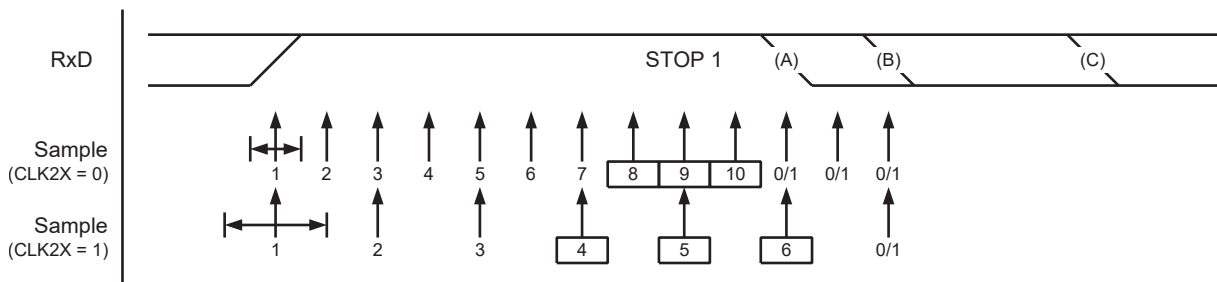 RxD STOP 1 (A) (B) (C)
Sample
(CLK2X = 0)
1 2 3 4 5 6 7 8 9 10 0/1 0/1 0/1
Sample
(CLK2X = 1)
1 2 3 4 5 6 0/1